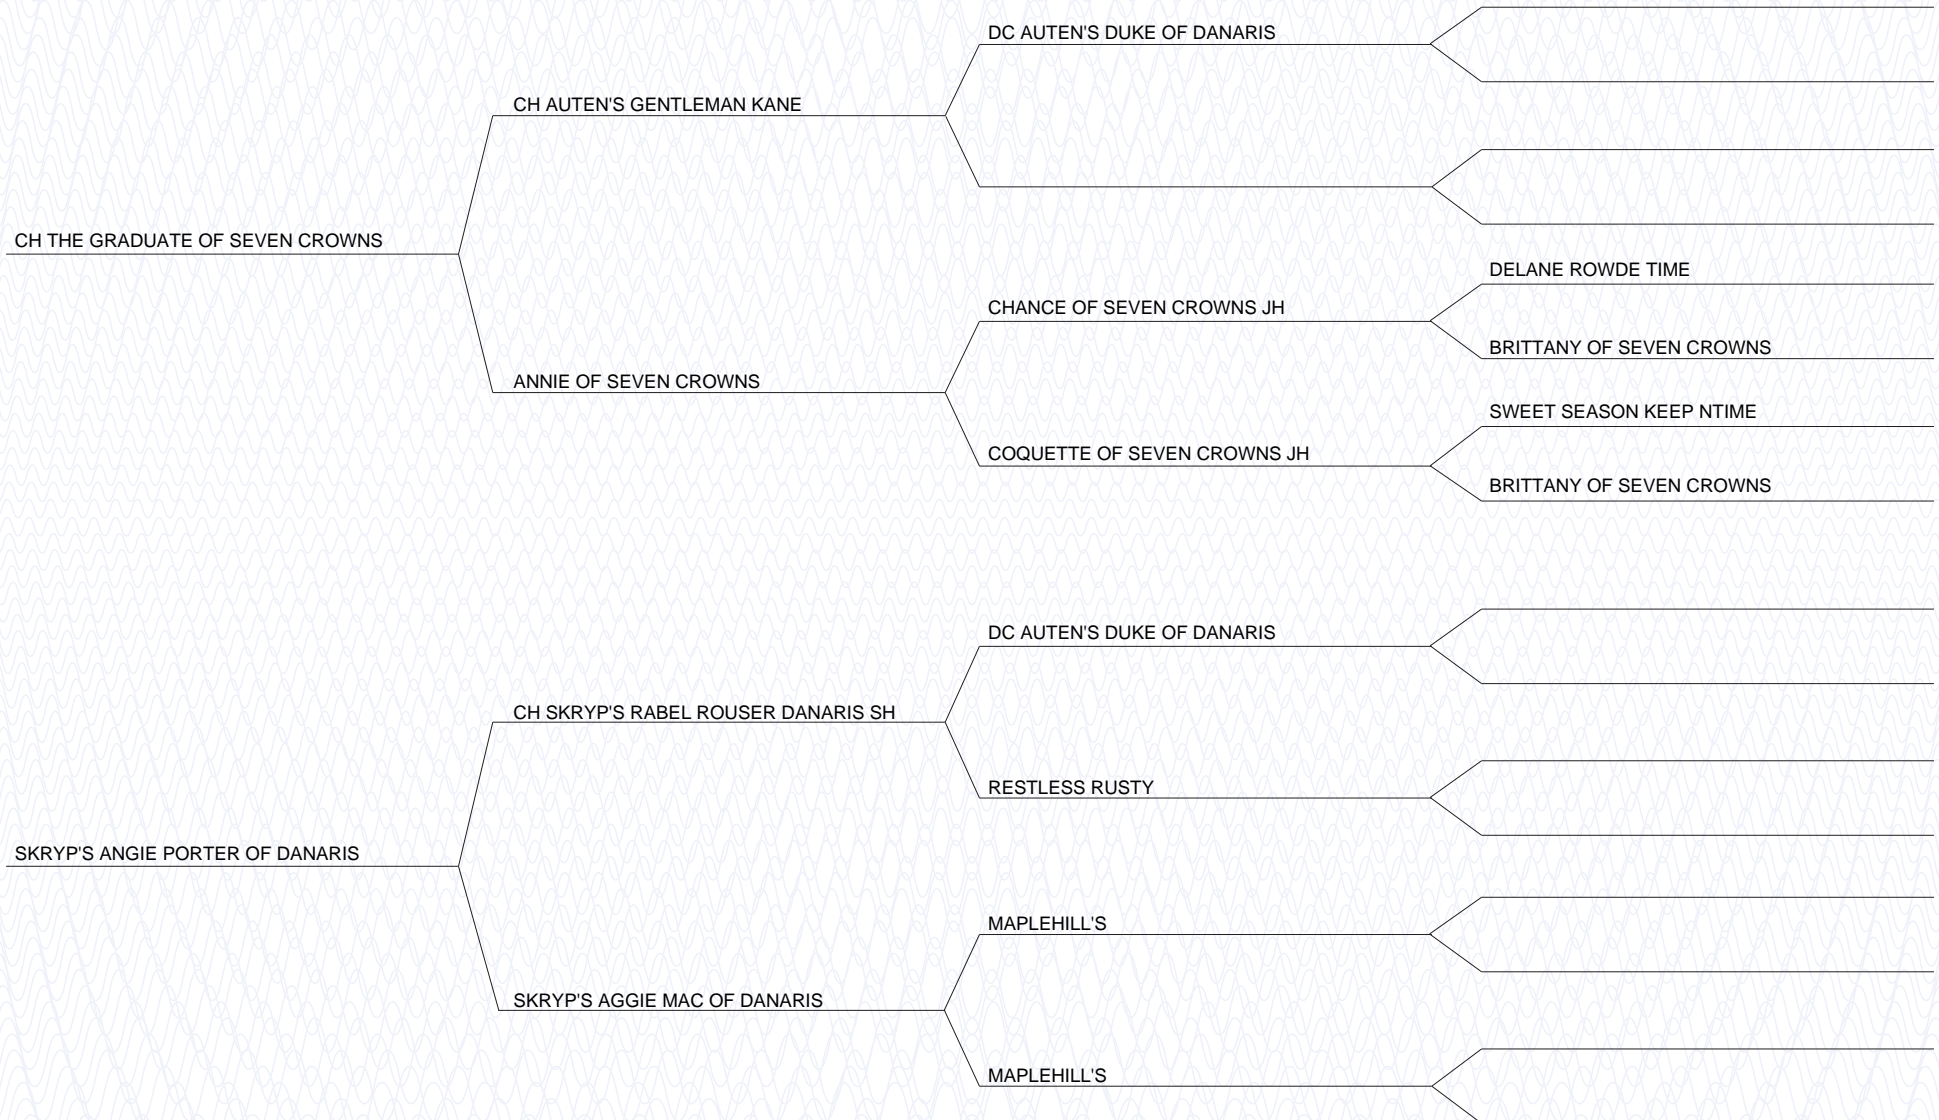 DC AUTEN'S DUKE OF DANARIS
CH AUTEN'S GENTLEMAN KANE
CH THE GRADUATE OF SEVEN CROWNS
DELANE ROWDE TIME
CHANCE OF SEVEN CROWNS JH
BRITTANY OF SEVEN CROWNS
ANNIE OF SEVEN CROWNS
SWEET SEASON KEEP NTIME
COQUETTE OF SEVEN CROWNS JH
BRITTANY OF SEVEN CROWNS
DC AUTEN'S DUKE OF DANARIS
CH SKRYP'S RABEL ROUSER DANARIS SH
RESTLESS RUSTY
SKRYP'S ANGIE PORTER OF DANARIS
MAPLEHILL'S
SKRYP'S AGGIE MAC OF DANARIS
MAPLEHILL'S